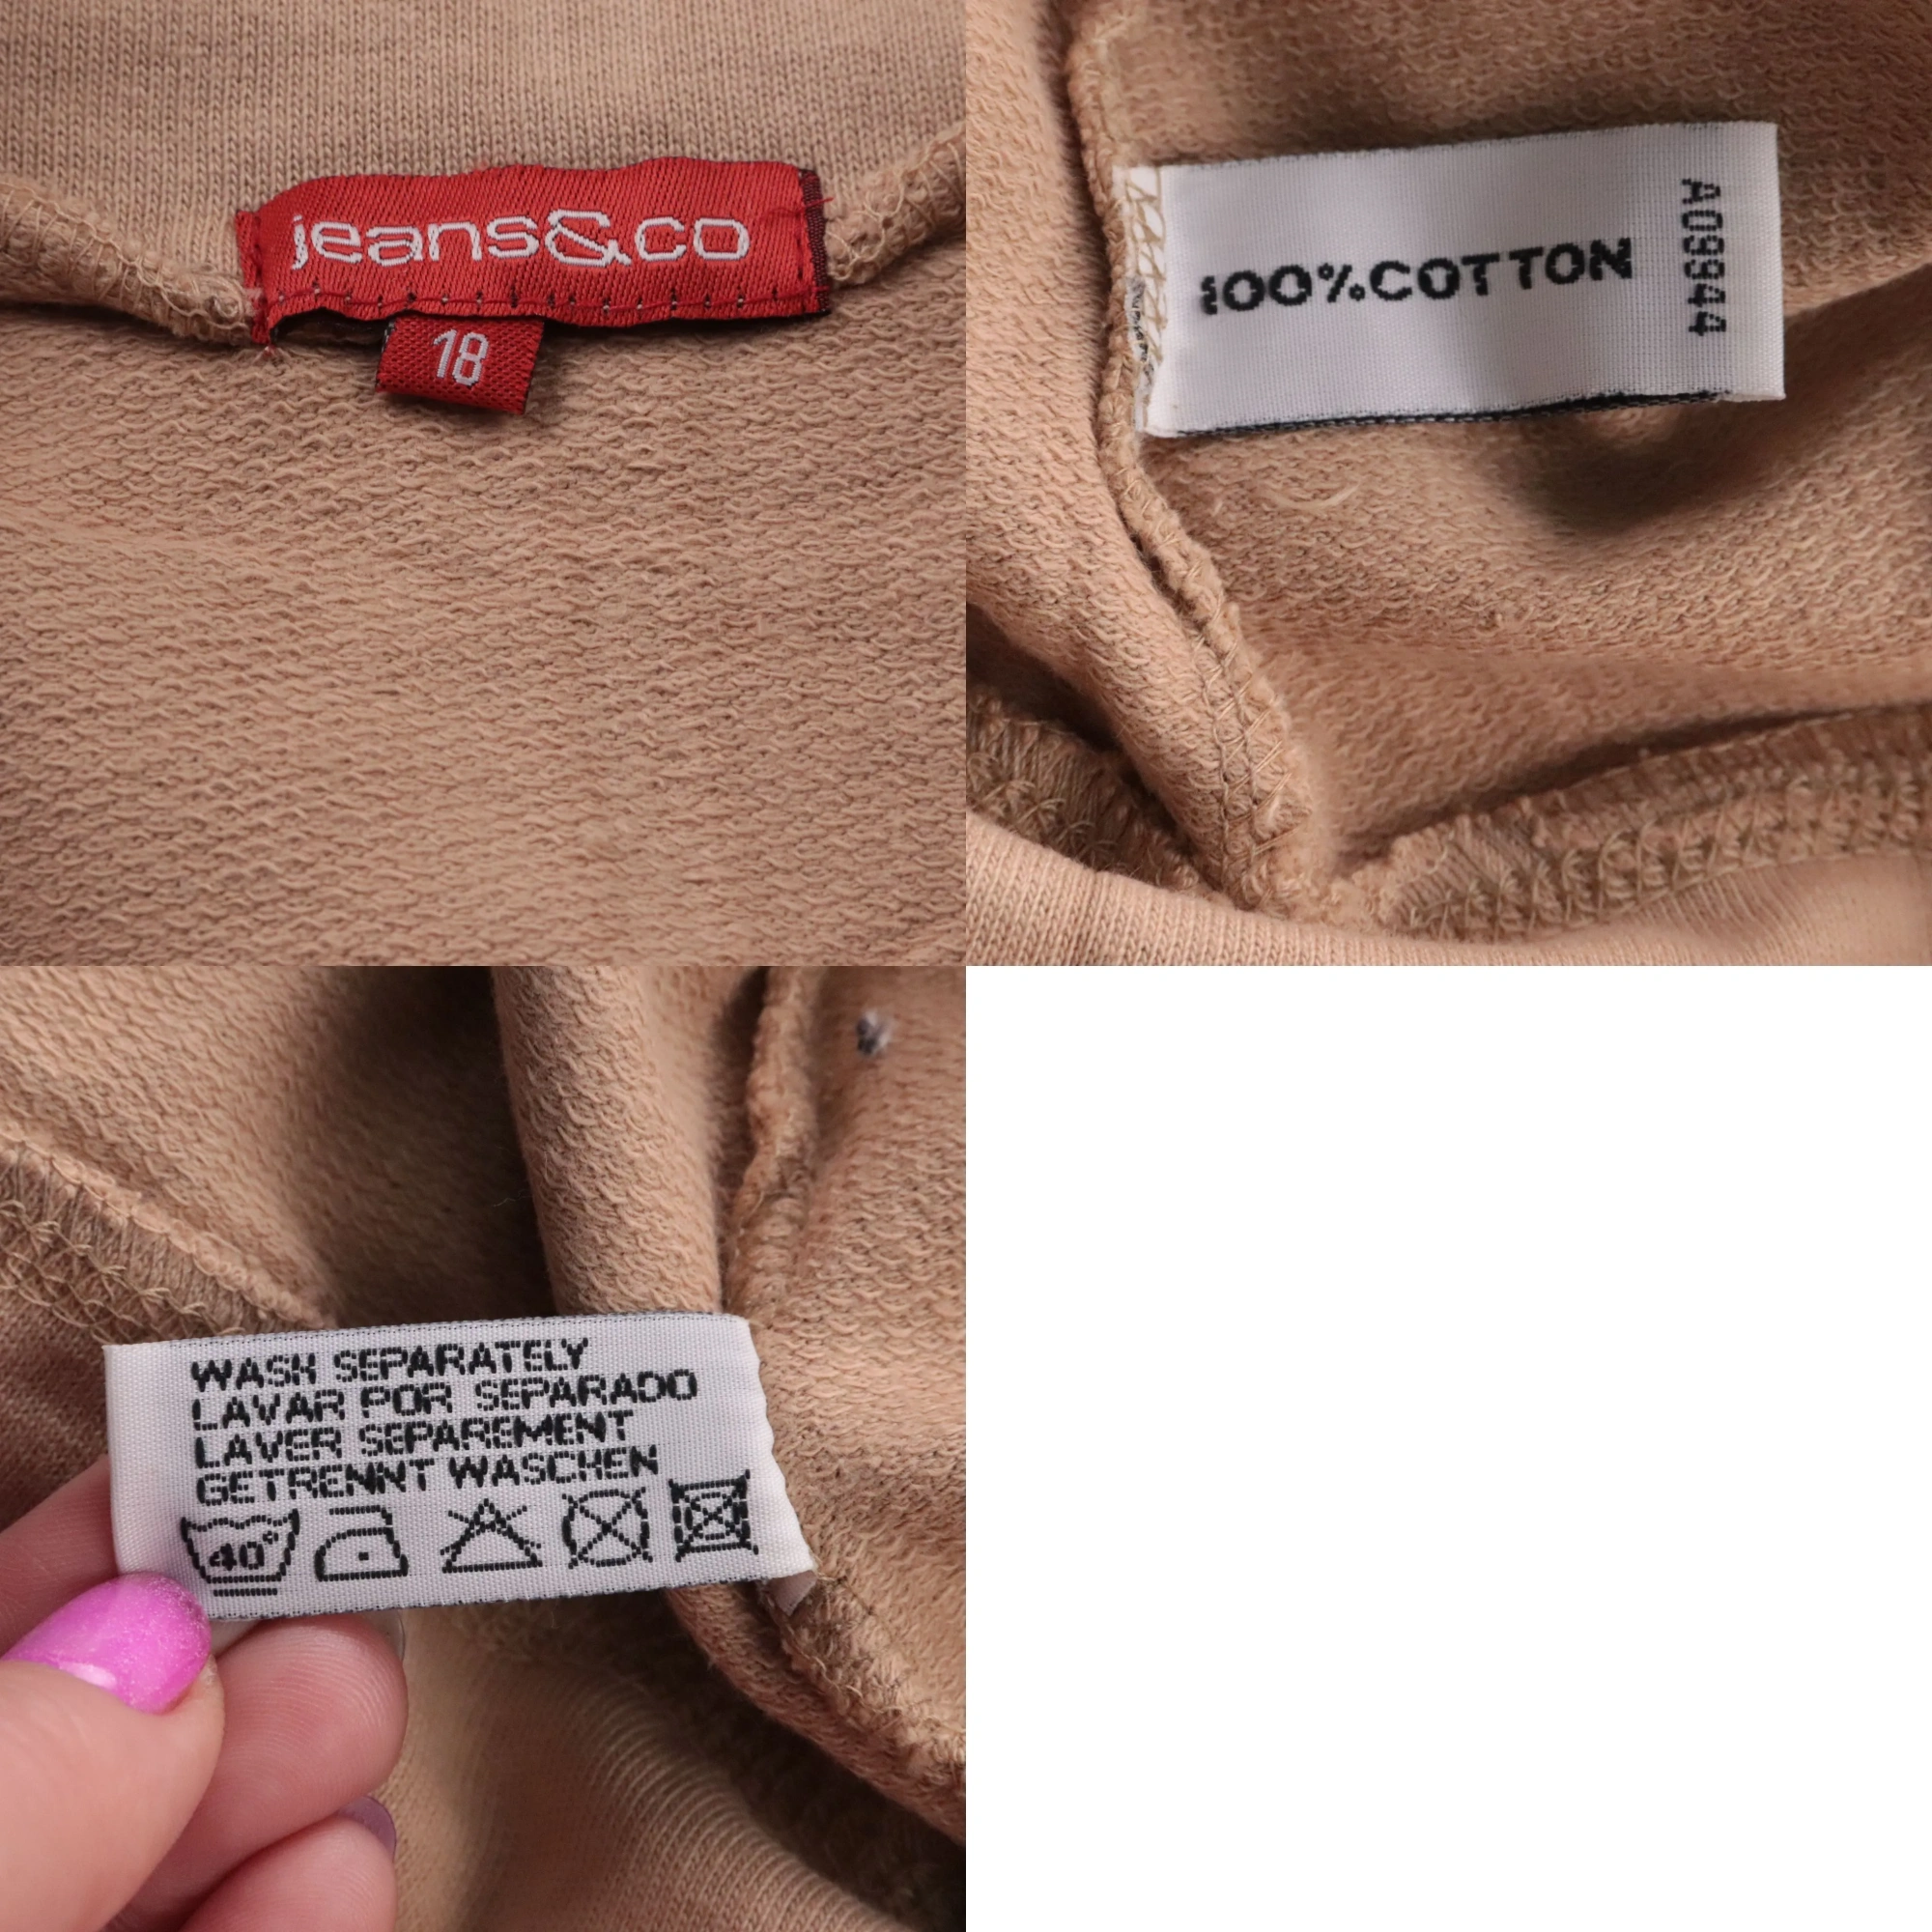 jeans&co
18
100%COTTON
A09944
WASH SEPARATELY
LAVAR POR SEPARADO
LAVER SEPAREMENT
GETRENNT WASCHEN
40°